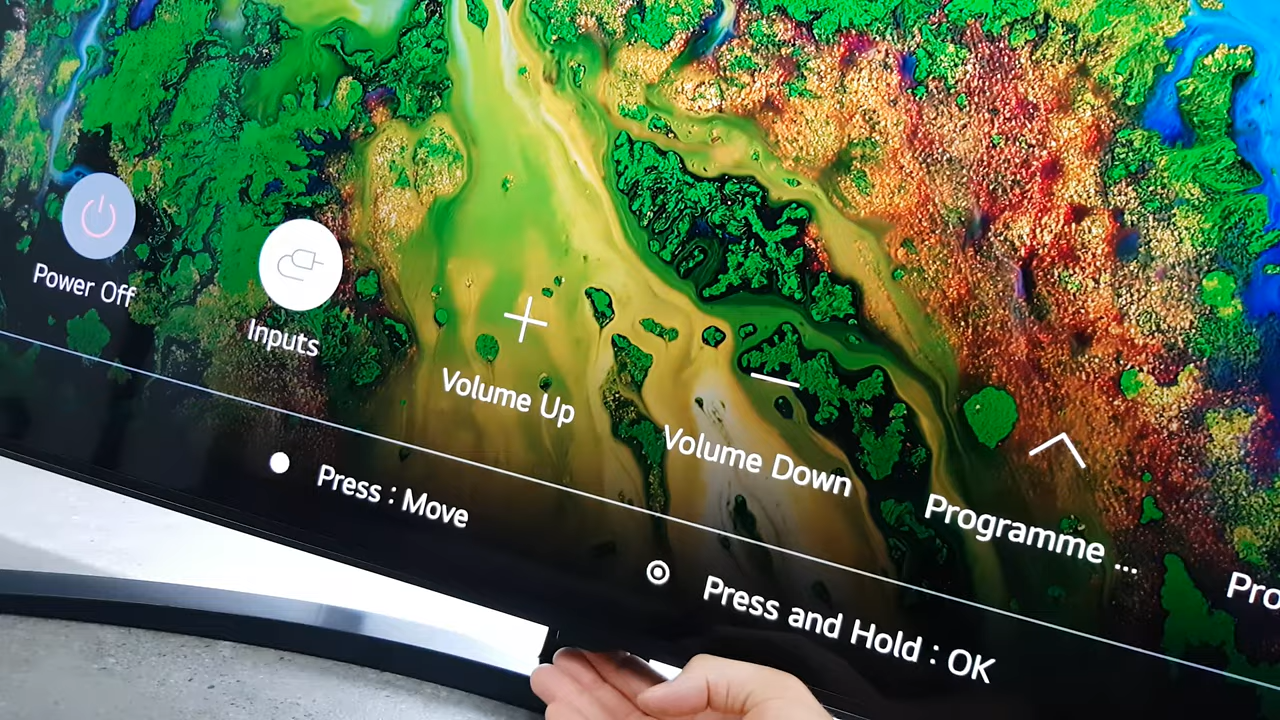 Power Off
Inputs
Volume Up
Volume Down
Programme ...
Press : Move
Press and Hold : OK